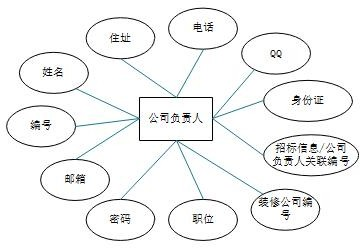 电话
住址
QQ
姓名
身份证
公司负责人
编号
招标信息/公司
负责人关联编号
邮箱
装修公司编
号
密码
职位